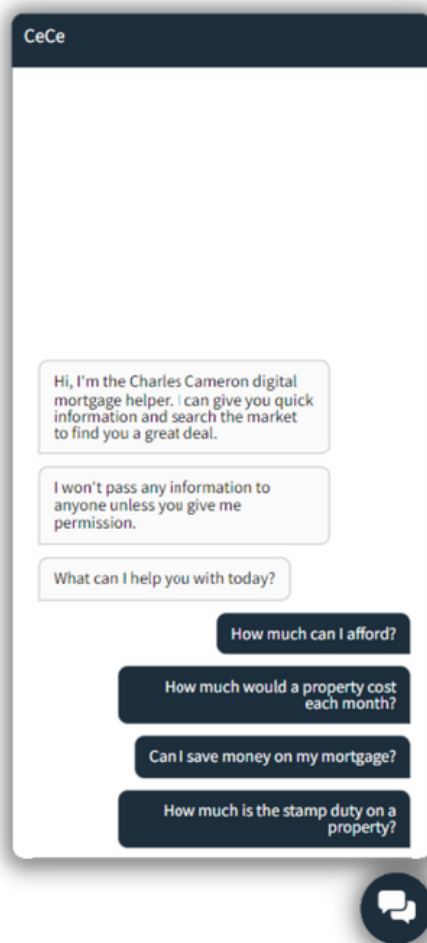 CeCe
Hi, I'm the Charles Cameron digital
mortgage helper. I can give you quick
information and search the market
to find you a great deal.
I won't pass any information to
anyone unless you give me
permission.
What can I help you with today?
How much can I afford?
How much would a property cost
each month?
Can I save money on my mortgage?
How much is the stamp duty on a
property?